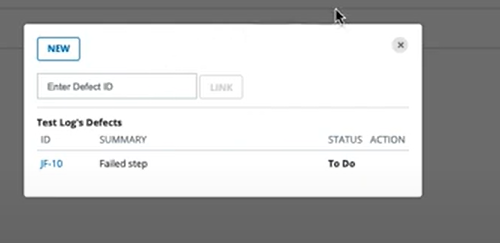 NEW
Enter Defect ID LINK
Test Log's Defects
ID SUMMARY STATUS ACTION
JF-10 Failed step To Do